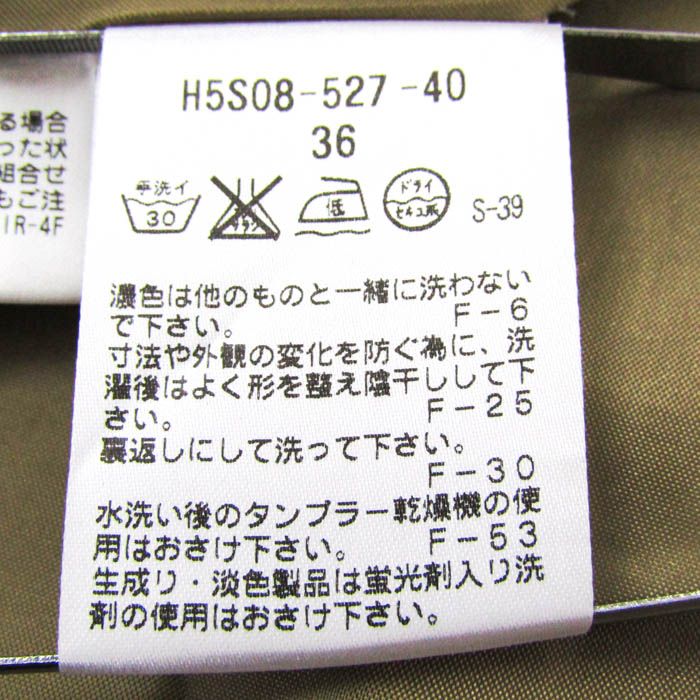 H5S08-527-40
36
手洗イ
30
エンソ サラシ
低
ドライ
セキユ系
S-39
濃色は他のものと一緒に洗わない
で下さい。 F-6
寸法や外観の変化を防ぐ為に、洗
濯後はよく形を整え陰干しして下
さい。 F-25
裏返しにして洗って下さい。
F-30
水洗い後のタンブラー乾燥機の使
用はおさけ下さい。 F-53
生成り・淡色製品は蛍光剤入り洗
剤の使用はおさけ下さい。
る場合
った状
組合せ
もご注
IR-4F